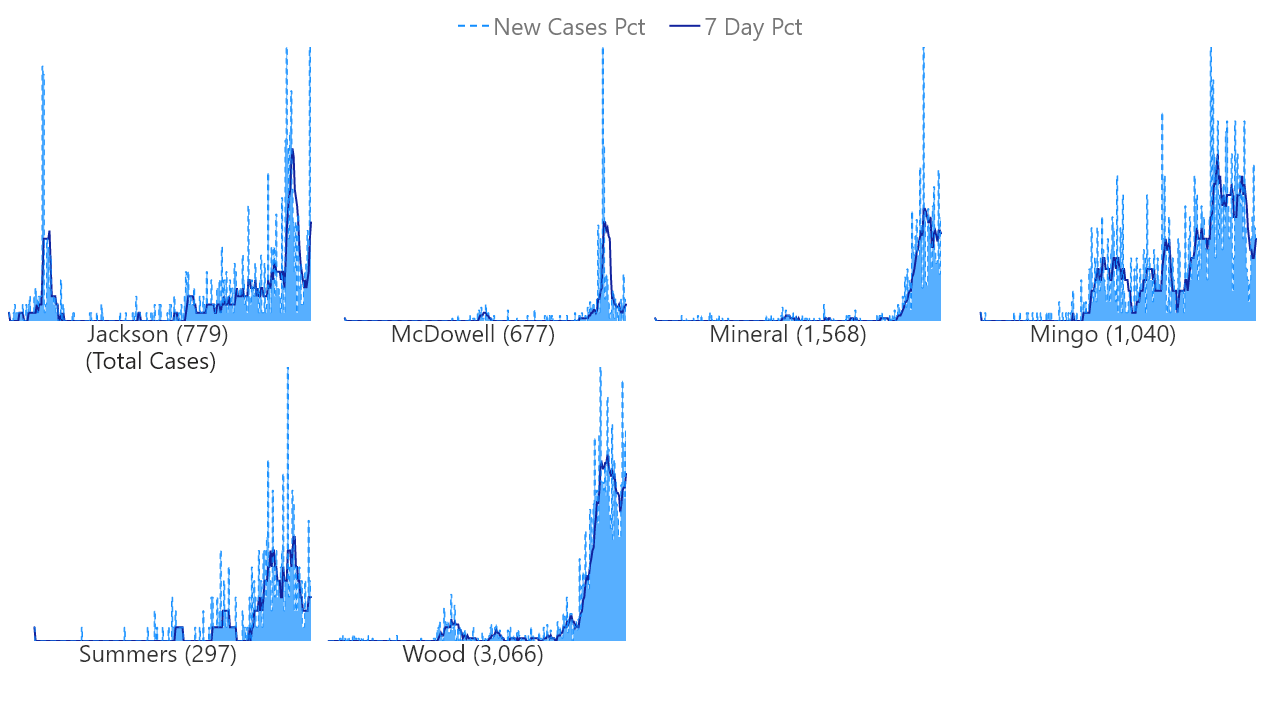 New Cases Pct 7 Day Pct
Jackson (779) McDowell (677) Mineral (1,568) Mingo (1,040)
(Total Cases)
Summers (297) Wood (3,066)